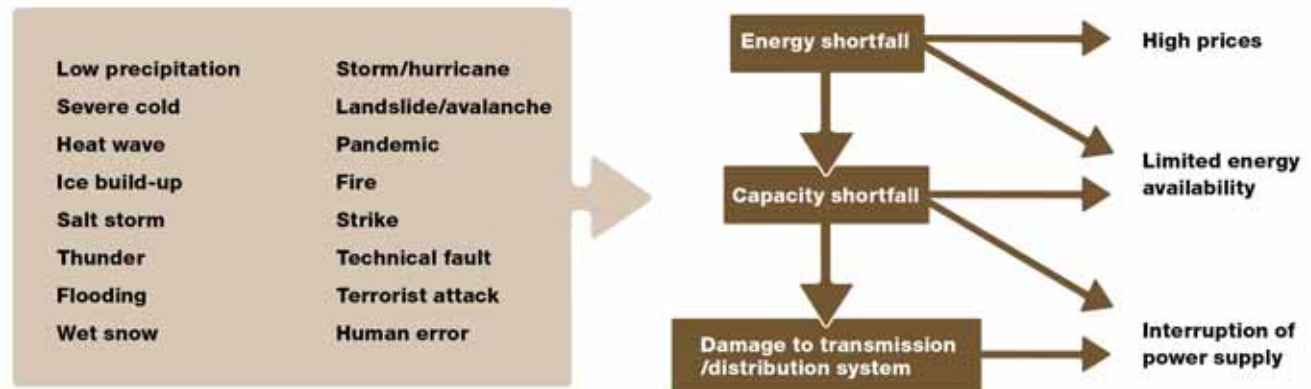 Low precipitation
Severe cold
Heat wave
Ice build-up
Salt storm
Thunder
Flooding
Wet snow
Storm/hurricane
Landslide/avalanche
Pandemic
Fire
Strike
Technical fault
Terrorist attack
Human error
Energy shortfall
Capacity shortfall
Damage to transmission
/distribution system
High prices
Limited energy
availability
Interruption of
power supply